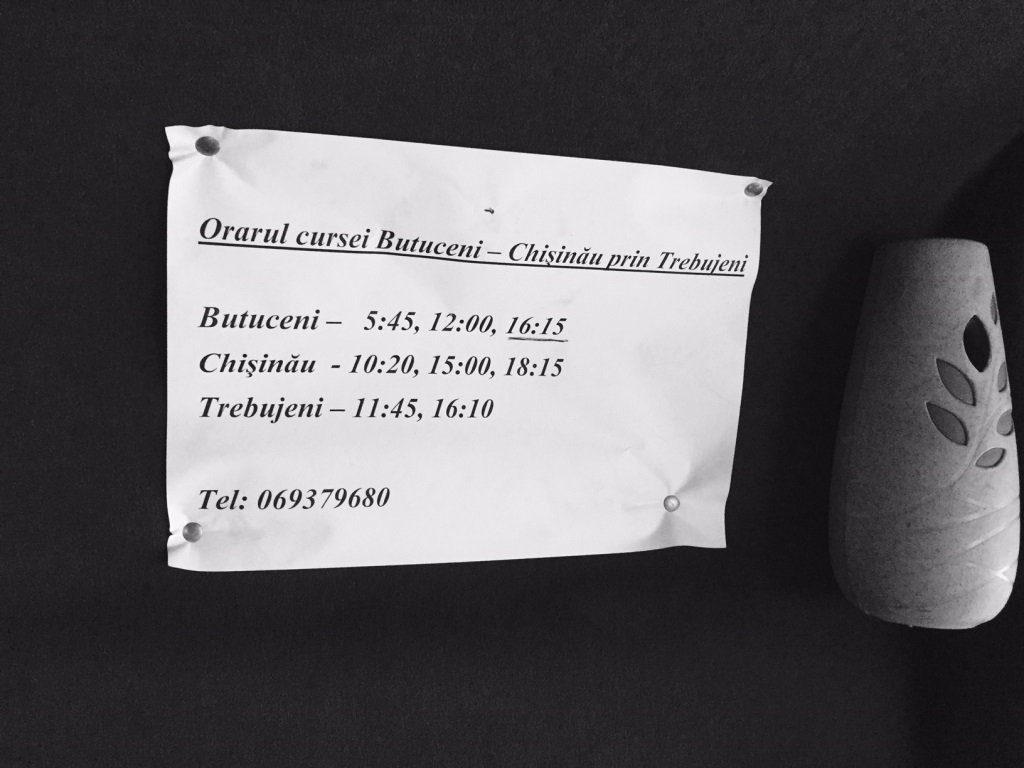 Orarul cursei Butuceni – Chişinău prin Trebujeni
Butuceni – 5:45, 12:00, 16:15
Chişinău - 10:20, 15:00, 18:15
Trebujeni – 11:45, 16:10
Tel: 069379680